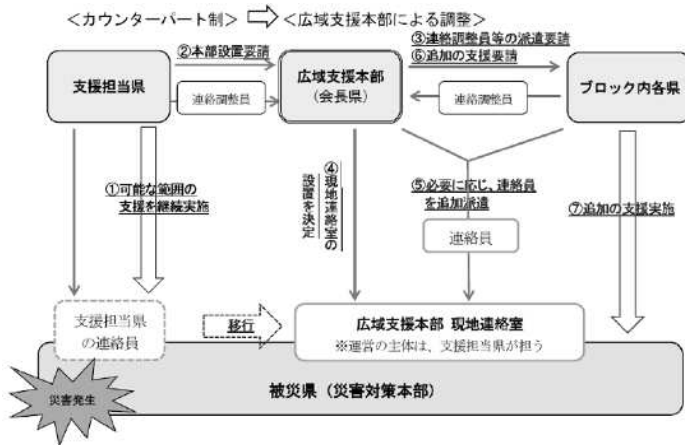 ＜カウンターパート制＞ ⇨ ＜広域支援本部による調整＞
②本部設置要請
③連絡調整員等の派遣要請
⑥追加の支援要請
支援担当県
連絡調整員
広域支援本部
（会長県）
連絡調整員
ブロック内各県
①可能な範囲の
支援を継続実施
④現地連絡室の
設置を決定
⑤必要に応じ、連絡員
を追加派遣
⑦追加の支援実施
連絡員
支援担当県
の連絡員
移行
広域支援本部 現地連絡室
※運営の主体は、支援担当県が担う
被災県（災害対策本部）
災害発生